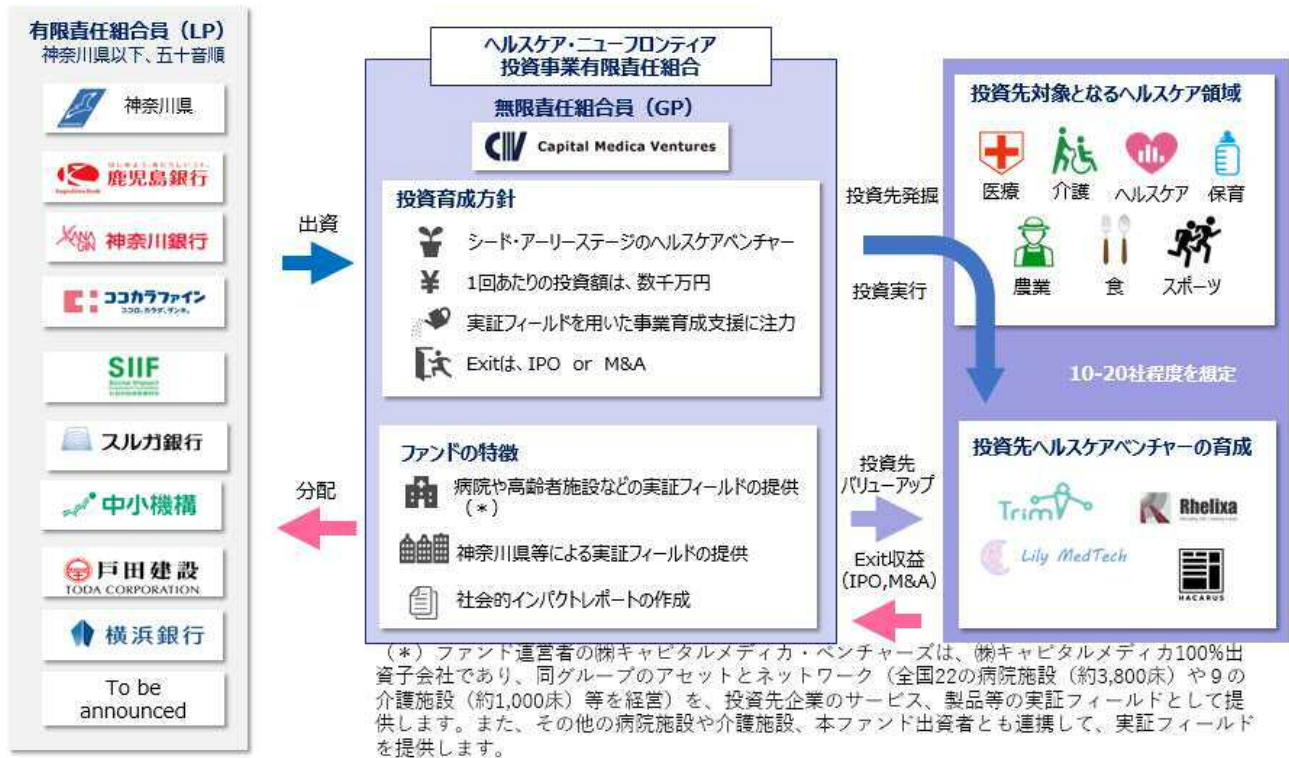 有限責任組合員(LP)
神奈川県以下、五十音順
神奈川県
鹿児島銀行
神奈川銀行
ココカラファイン
ココロ、カラダ、ゲンキ。
SIIF
スルガ銀行
中小機構
戸田建設
TODA CORPORATION
横浜銀行
To be
announced
出資
分配
ヘルスケア・ニューフロンティア
投資事業有限責任組合
無限責任組合員(GP)
CMV Capital Medica Ventures
投資育成方針
シード・アーリーステージのヘルスケアベンチャー
¥ 1回あたりの投資額は、数千万円
実証フィールドを用いた事業育成支援に注力
Exitは、IPO or M&A
ファンドの特徴
病院や高齢者施設などの実証フィールドの提供
(*)
神奈川県等による実証フィールドの提供
社会的インパクトレポートの作成
投資先発掘
投資実行
投資先
バリューアップ
Exit収益
(IPO,M&A)
投資先対象となるヘルスケア領域
医療 介護 ヘルスケア 保育
農業 食 スポーツ
10-20社程度を想定
投資先ヘルスケアベンチャーの育成
Trim
Rhelixa
Lily MedTech
HACARUS
(*)ファンド運営者の㈱キャピタルメディカ・ベンチャーズは、㈱キャピタルメディカ100%出
資子会社であり、同グループのアセットとネットワーク(全国22の病院施設(約3,800床)や9の
介護施設(約1,000床)等を経営)を、投資先企業のサービス、製品等の実証フィールドとして提
供します。また、その他の病院施設や介護施設、本ファンド出資者とも連携して、実証フィールド
を提供します。